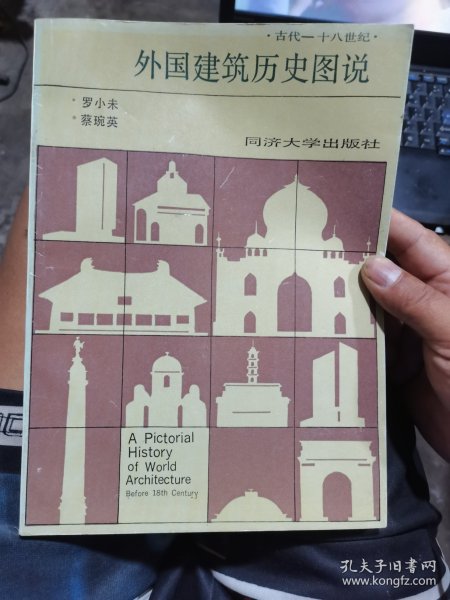 ·古代—十八世纪·
外国建筑历史图说
·罗小未
·蔡琬英
同济大学出版社
A Pictorial
History
of World
Architecture
Before 18th Century
孔夫子旧书网
www.kongfz.com